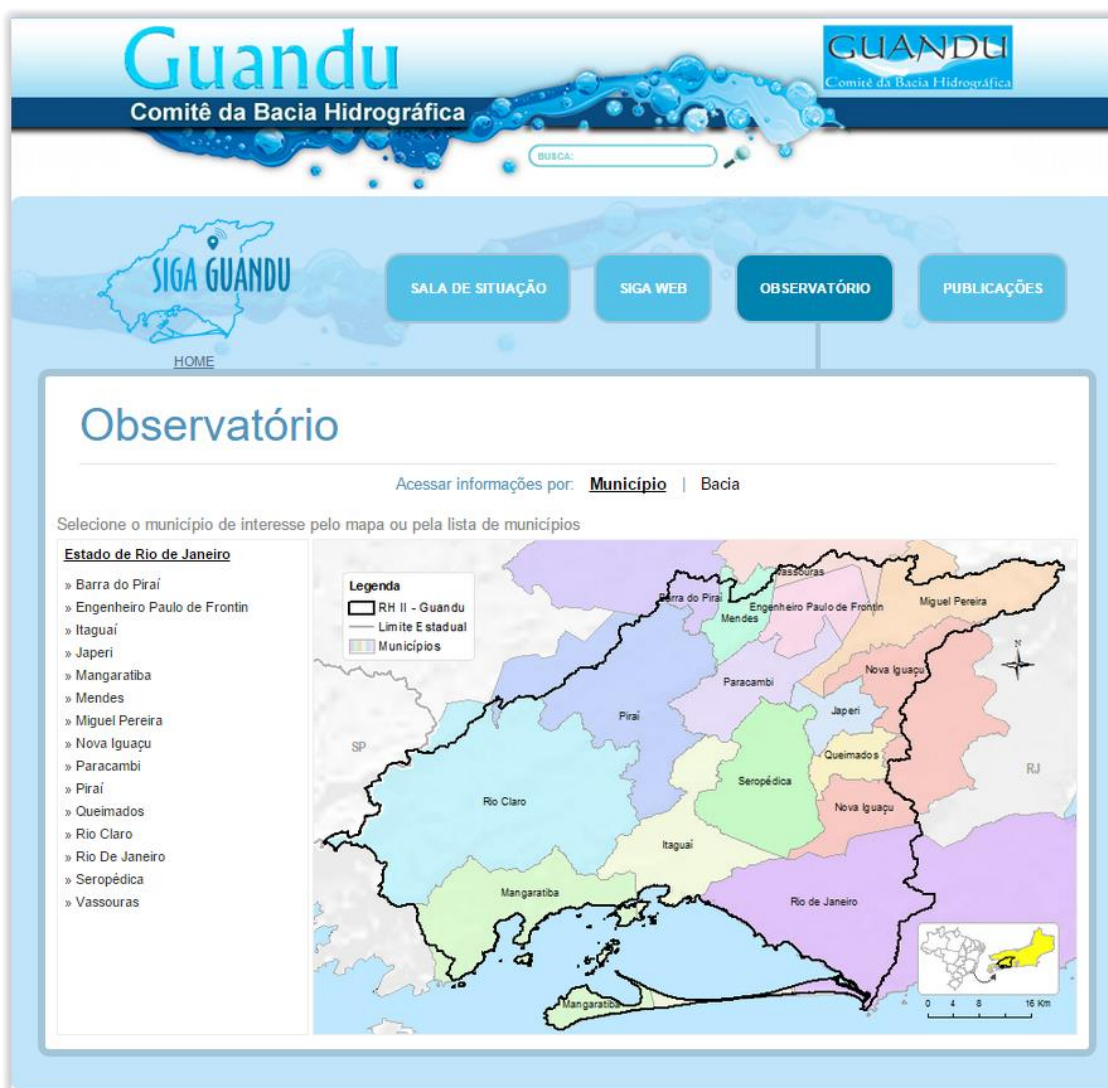 Guandu
Comitê da Bacia Hidrográfica
GUANDU
Comitê da Bacia Hidrográfica
BUSCA:
SIGA GUANDU
HOME
SALA DE SITUAÇÃO
SIGA WEB
OBSERVATÓRIO
PUBLICAÇÕES
Observatório
Acessar informações por: Município | Bacia
Selecione o município de interesse pelo mapa ou pela lista de municípios
Estado de Rio de Janeiro
» Barra do Piraí
» Engenheiro Paulo de Frontin
» Itaguaí
» Japeri
» Mangaratiba
» Mendes
» Miguel Pereira
» Nova Iguaçu
» Paracambi
» Piraí
» Queimados
» Rio Claro
» Rio De Janeiro
» Seropédica
» Vassouras
Legenda
RH II - Guandu
Limite Estadual
Municípios
Vassouras
Barra do Piraí
Mendes
Engenheiro Paulo de Frontin
Miguel Pereira
N
Nova Iguaçu
Paracambi
Japeri
Piraí
SP
Queimados
RJ
Seropédica
Rio Claro
Nova Iguaçu
Itaguaí
Mangaratiba
Rio de Janeiro
Mangaratiba
0 4 8 16 Km